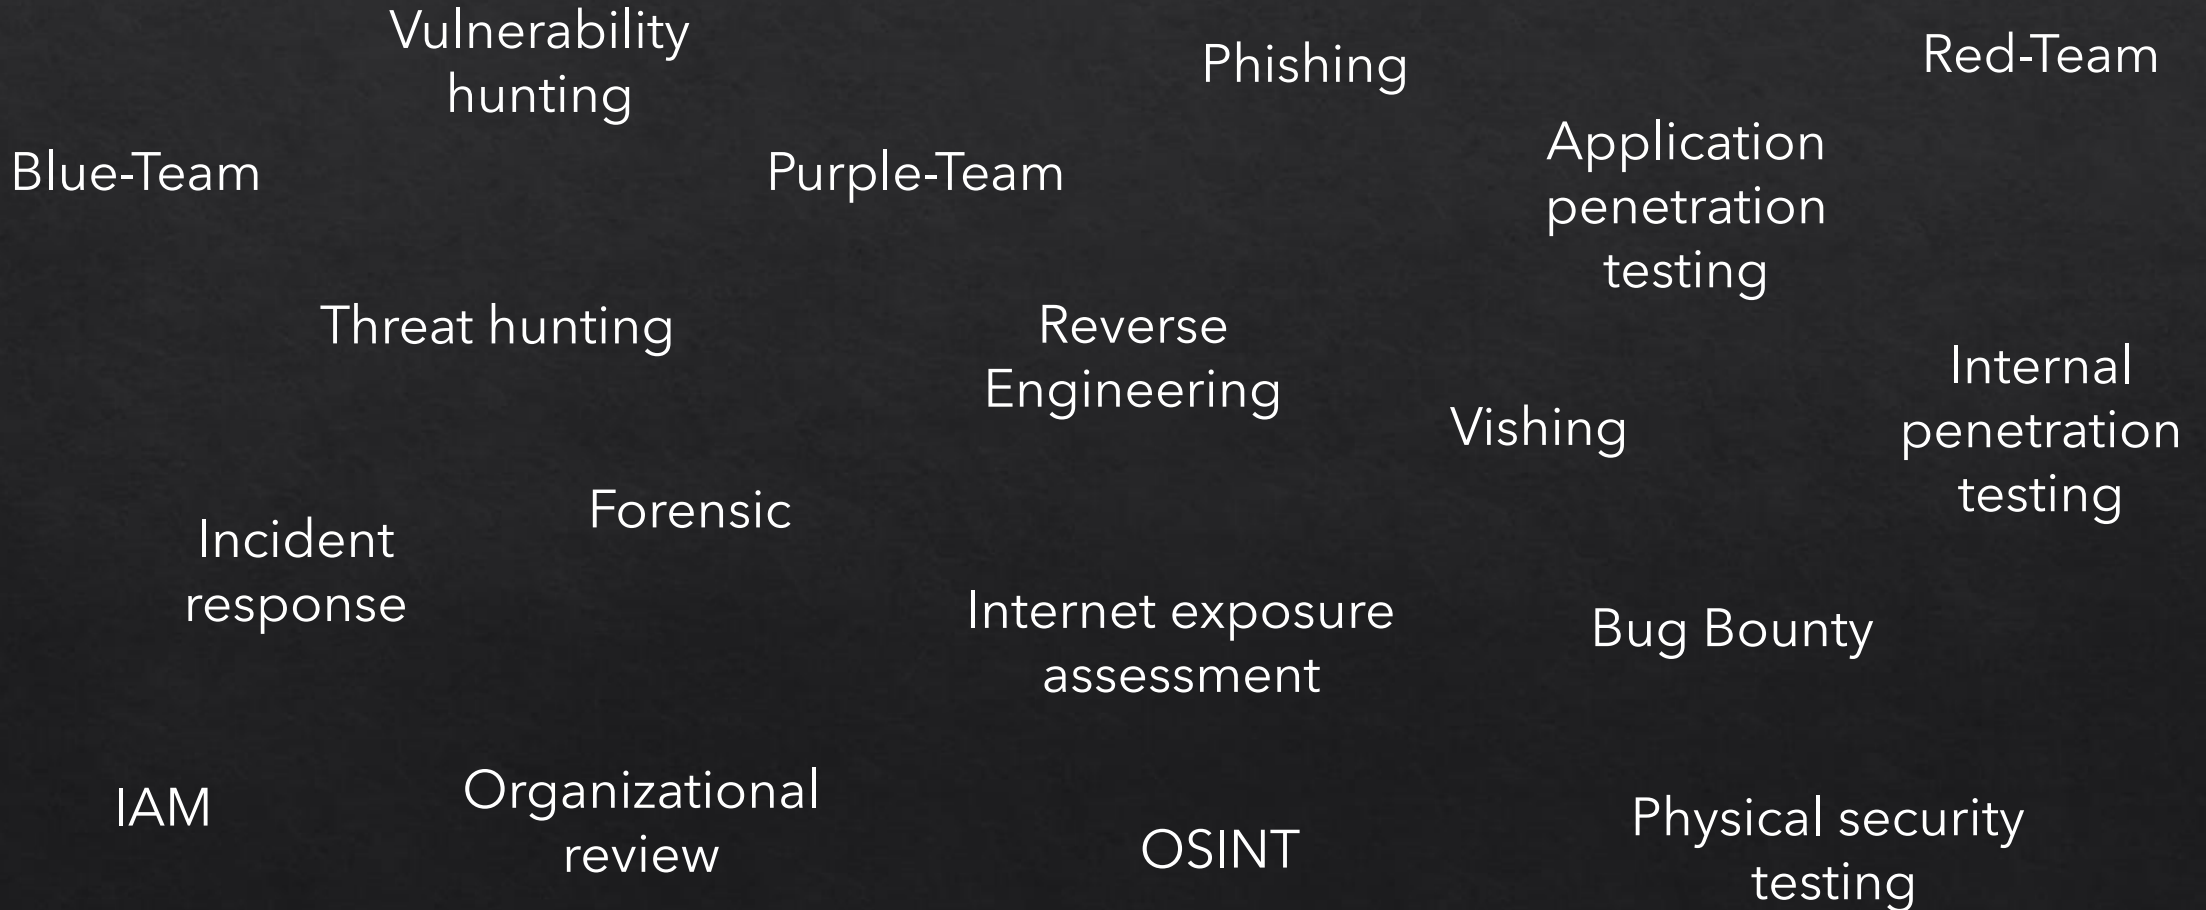 Vulnerability
hunting
Phishing
Red-Team
Blue-Team
Purple-Team
Application
penetration
testing
Threat hunting
Reverse
Engineering
Vishing
Internal
penetration
testing
Forensic
Incident
response
Internet exposure
assessment
Bug Bounty
IAM
Organizational
review
OSINT
Physical security
testing